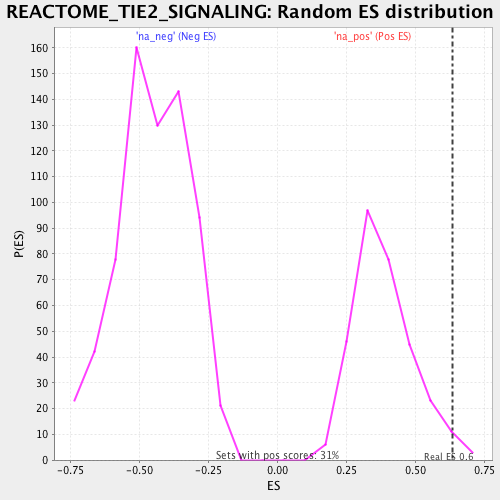 REACTOME_TIE2_SIGNALING: Random ES distribution
'na_neg' (Neg ES) 'na_pos' (Pos ES)
160
150
140
130
120
110
100
90
80
70
60
50
40
30
20
10
0
P(ES)
Sets with pos scores: 31%
Real ES 0.6
-0.75 -0.50 -0.25 0.00 0.25 0.50 0.75
ES